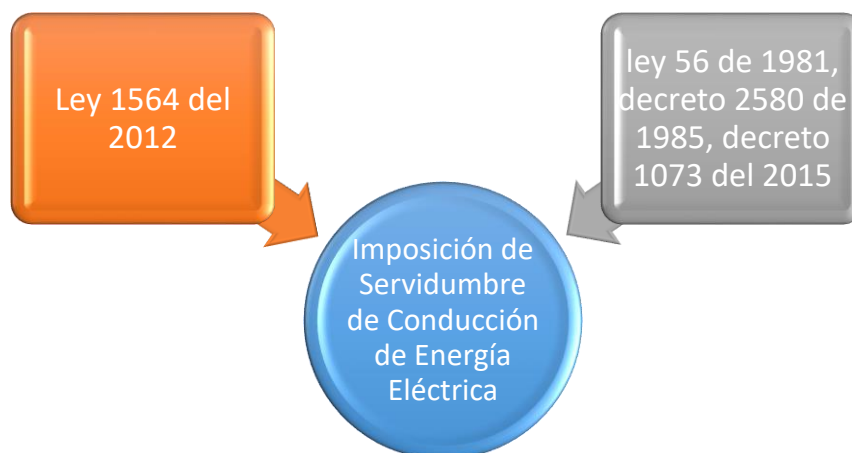 Ley 1564 del
2012
ley 56 de 1981,
decreto 2580 de
1985, decreto
1073 del 2015
Imposición de
Servidumbre
de Conducción
de Energía
Eléctrica